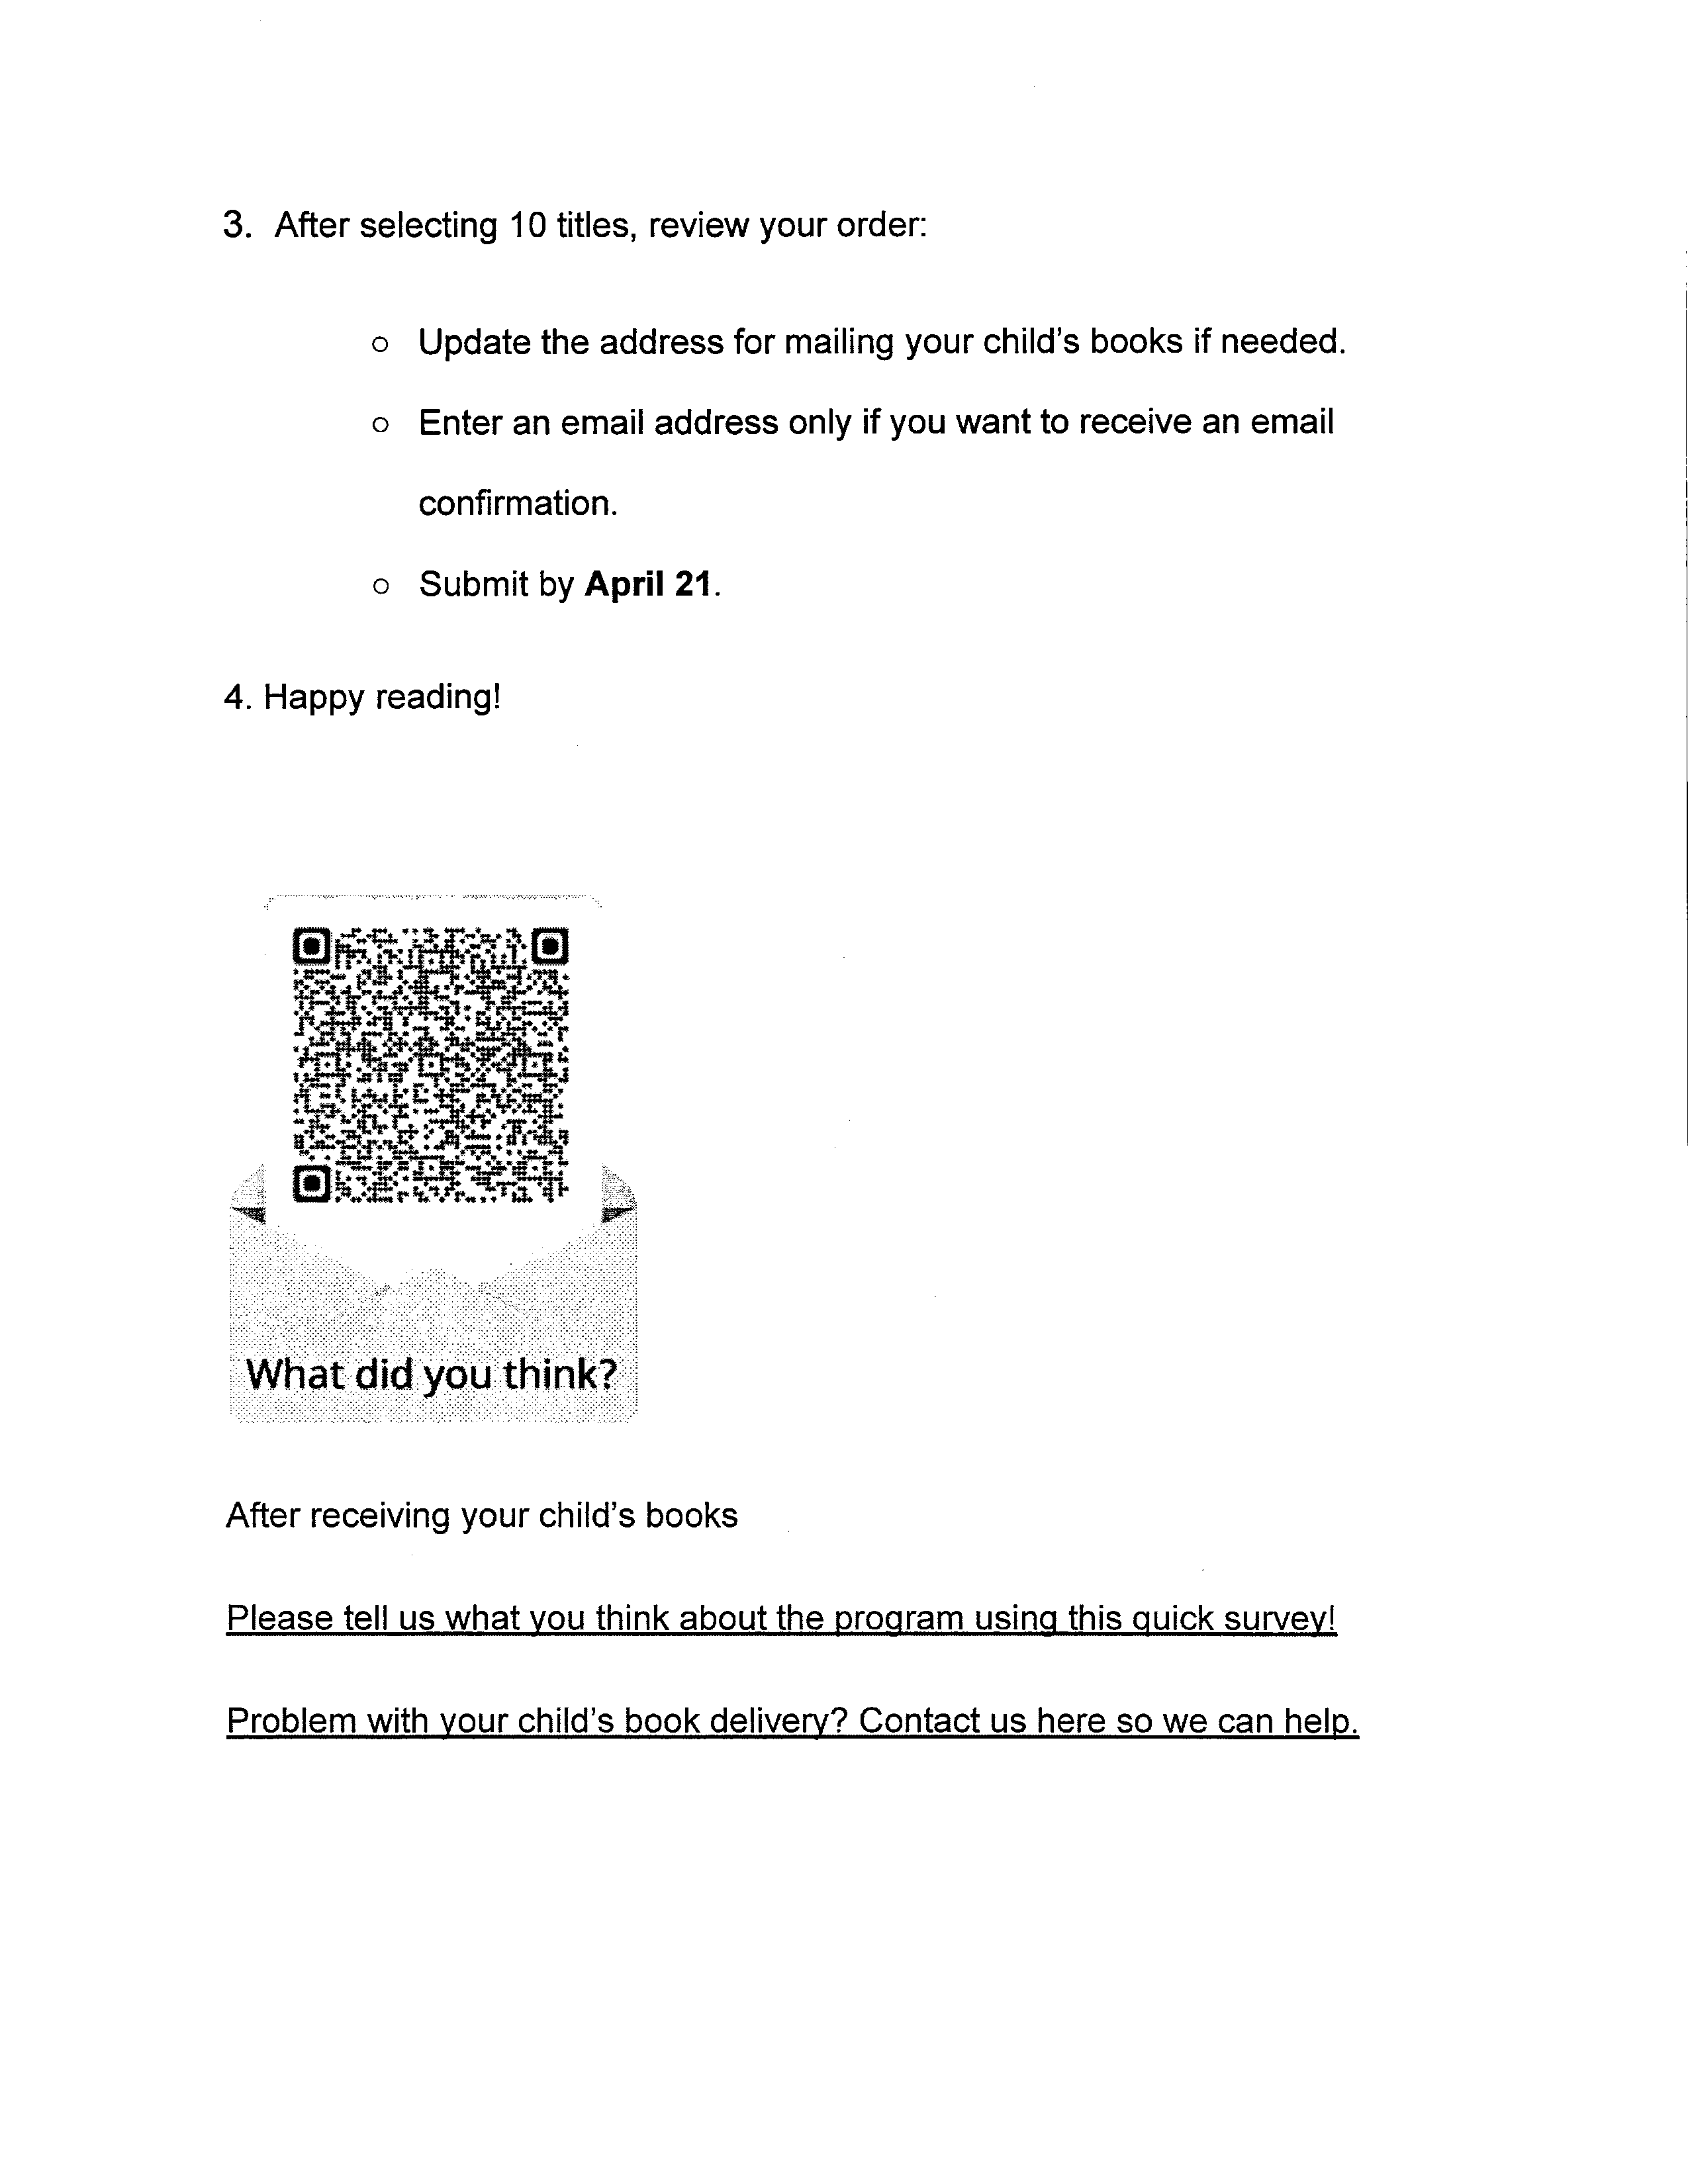 3. After selecting 10 titles, review your order:
o Update the address for mailing your child's books if needed.
o Enter an email address only if you want to receive an email
confirmation.
o Submit by April 21.
4. Happy reading!
What did you think?
After receiving your child's books
Please tell us what you think about the program using this quick survey!
Problem with your child's book delivery? Contact us here so we can help.